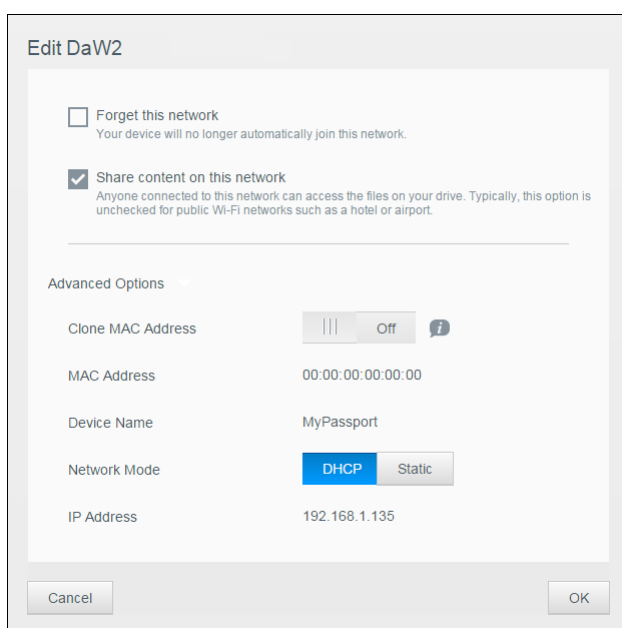 Edit DaW2
Forget this network
Your device will no longer automatically join this network.
Share content on this network
Anyone connected to this network can access the files on your drive. Typically, this option is
unchecked for public Wi-Fi networks such as a hotel or airport.
Advanced Options
Clone MAC Address Off i
MAC Address 00:00:00:00:00:00
Device Name MyPassport
Network Mode DHCP Static
IP Address 192.168.1.135
Cancel OK